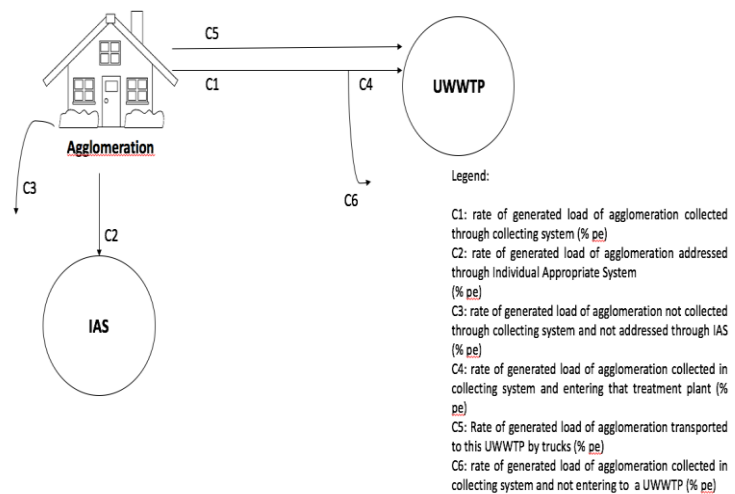 C5
C1
C4
UWWTP
Agglomeration
C3
C6
C2
IAS
Legend:
C1: rate of generated load of agglomeration collected
through collecting system (% pe)
C2: rate of generated load of agglomeration addressed
through Individual Appropriate System
(% pe)
C3: rate of generated load of agglomeration not collected
through collecting system and not addressed through IAS
(% pe)
C4: rate of generated load of agglomeration collected in
collecting system and entering that treatment plant (%
pe)
C5: Rate of generated load of agglomeration transported
to this UWWTP by trucks (% pe)
C6: rate of generated load of agglomeration collected in
collecting system and not entering to a UWWTP (% pe)